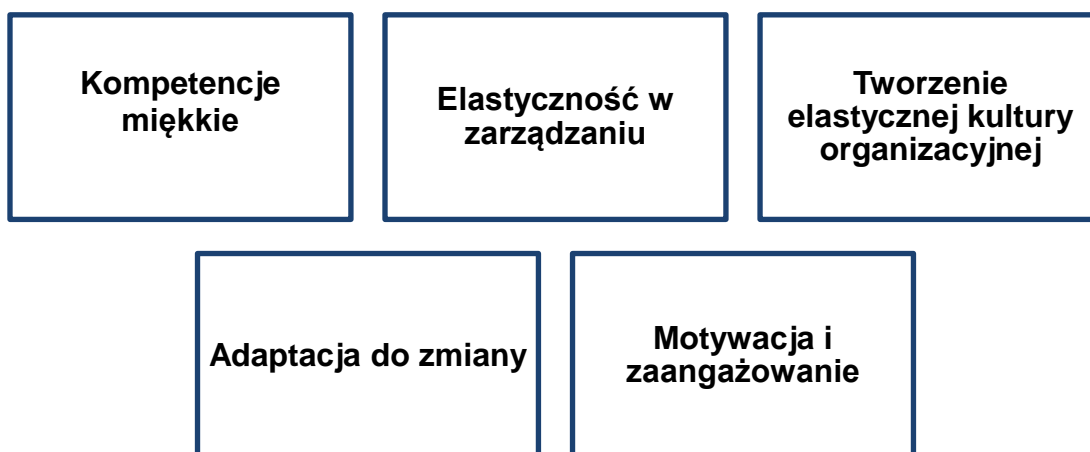 Kompetencje
miękkie
Elastyczność w
zarządzaniu
Tworzenie
elastycznej kultury
organizacyjnej
Adaptacja do zmiany
Motywacja i
zaangażowanie